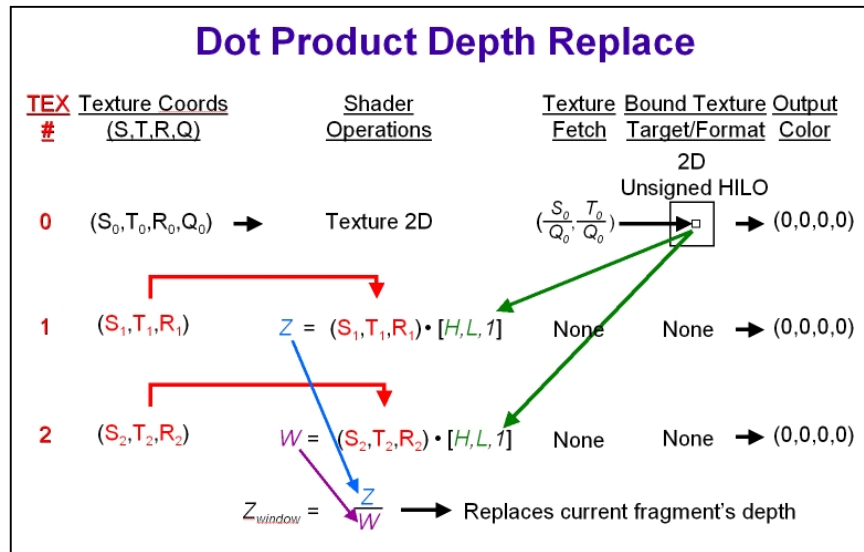 Dot Product Depth Replace
TEX # Texture Coords (S,T,R,Q) Shader Operations Texture Fetch Bound Texture Target/Format Output Color
2D
Unsigned HILO
0 (S₀,T₀,R₀,Q₀) Texture 2D (S₀/Q₀, T₀/Q₀) (0,0,0,0)
1 (S₁,T₁,R₁) Z = (S₁,T₁,R₁) • [H,L,1] None None (0,0,0,0)
2 (S₂,T₂,R₂) W = (S₂,T₂,R₂) • [H,L,1] None None (0,0,0,0)
Z_window = Z/W Replaces current fragment's depth